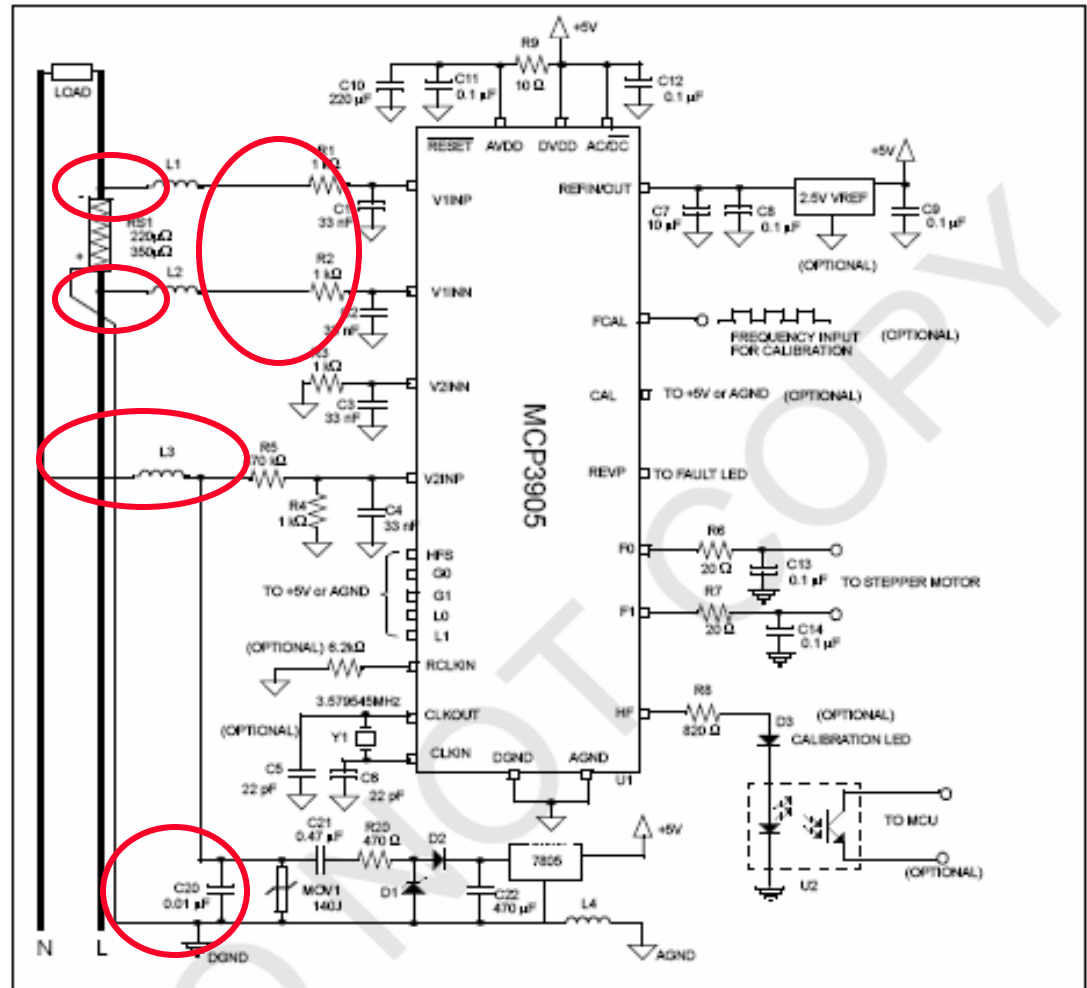 +5V
R9
10 Ω
C10
220 µF
C11
0.1 µF
C12
0.1 µF
LOAD
RESET AVDD DVDD AC/DC
L1
R1
1 kΩ
V1INP
REFIN/OUT
+5V
2.5V VREF
C1
33 nF
C7
10 µF
C8
0.1 µF
C9
0.1 µF
RS1
220µΩ
350µΩ
+
-
(OPTIONAL)
L2
R2
1 kΩ
V1INN
C2
33 nF
FCAL
FREQUENCY INPUT
FOR CALIBRATION
(OPTIONAL)
R3
1 kΩ
V2INN
C3
33 nF
CAL
TO +5V or AGND (OPTIONAL)
MCP3905
L3
R5
70 kΩ
V2INP
REVP
TO FAULT LED
R4
1 kΩ
C4
33 nF
HFS
G0
G1
L0
L1
TO +5V or AGND
F0
R6
20 Ω
C13
0.1 µF
TO STEPPER MOTOR
F1
R7
20 Ω
C14
0.1 µF
(OPTIONAL) 6.2kΩ
RCLKIN
3.579545MHz
CLKOUT
(OPTIONAL)
Y1
CLKIN
C5
22 pF
C6
22 pF
HF
R8
820 Ω
D3
(OPTIONAL)
CALIBRATION LED
DGND AGND
U1
TO MCU
(OPTIONAL)
U2
C21
0.47 µF
R20
470 Ω
D2
+5V
7805
C20
0.01 µF
MOV1
140J
D1
C22
470 µF
L4
N L
DGND
AGND
DO NOT COPY